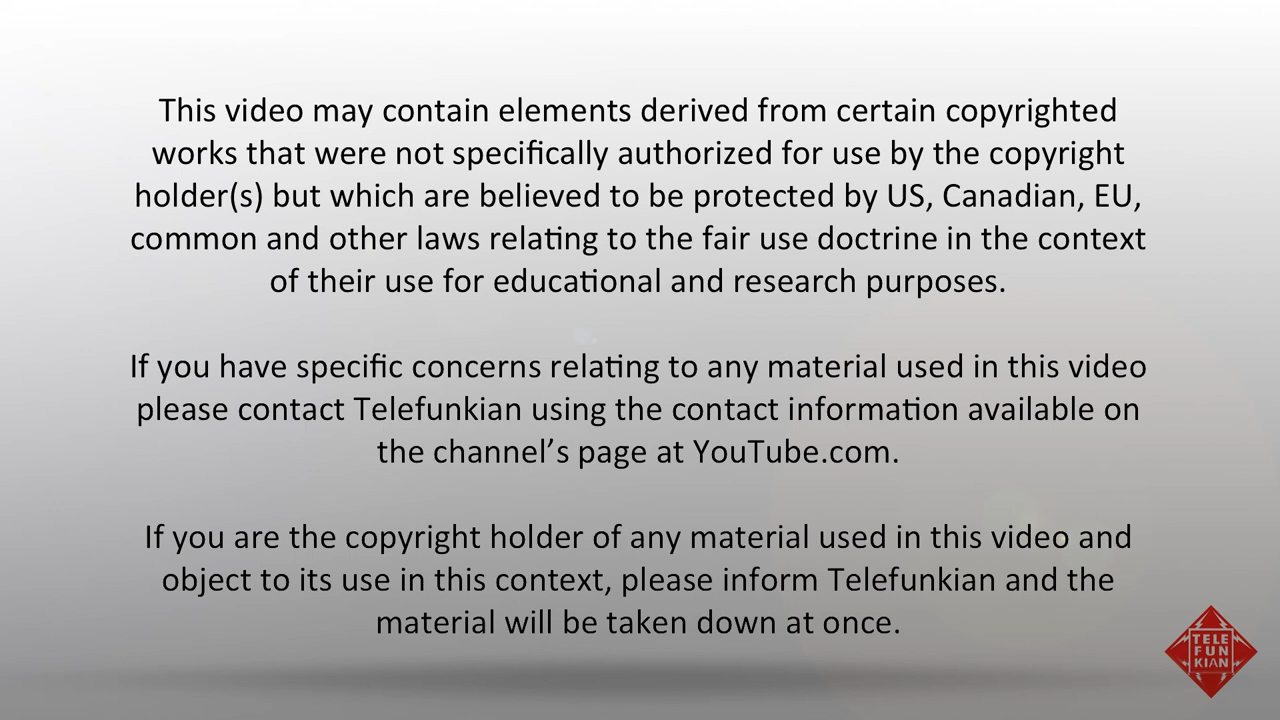 This video may contain elements derived from certain copyrighted
works that were not specifically authorized for use by the copyright
holder(s) but which are believed to be protected by US, Canadian, EU,
common and other laws relating to the fair use doctrine in the context
of their use for educational and research purposes.
If you have specific concerns relating to any material used in this video
please contact Telefunkian using the contact information available on
the channel’s page at YouTube.com.
If you are the copyright holder of any material used in this video and
object to its use in this context, please inform Telefunkian and the
material will be taken down at once.
TELE
FUN
KIAN